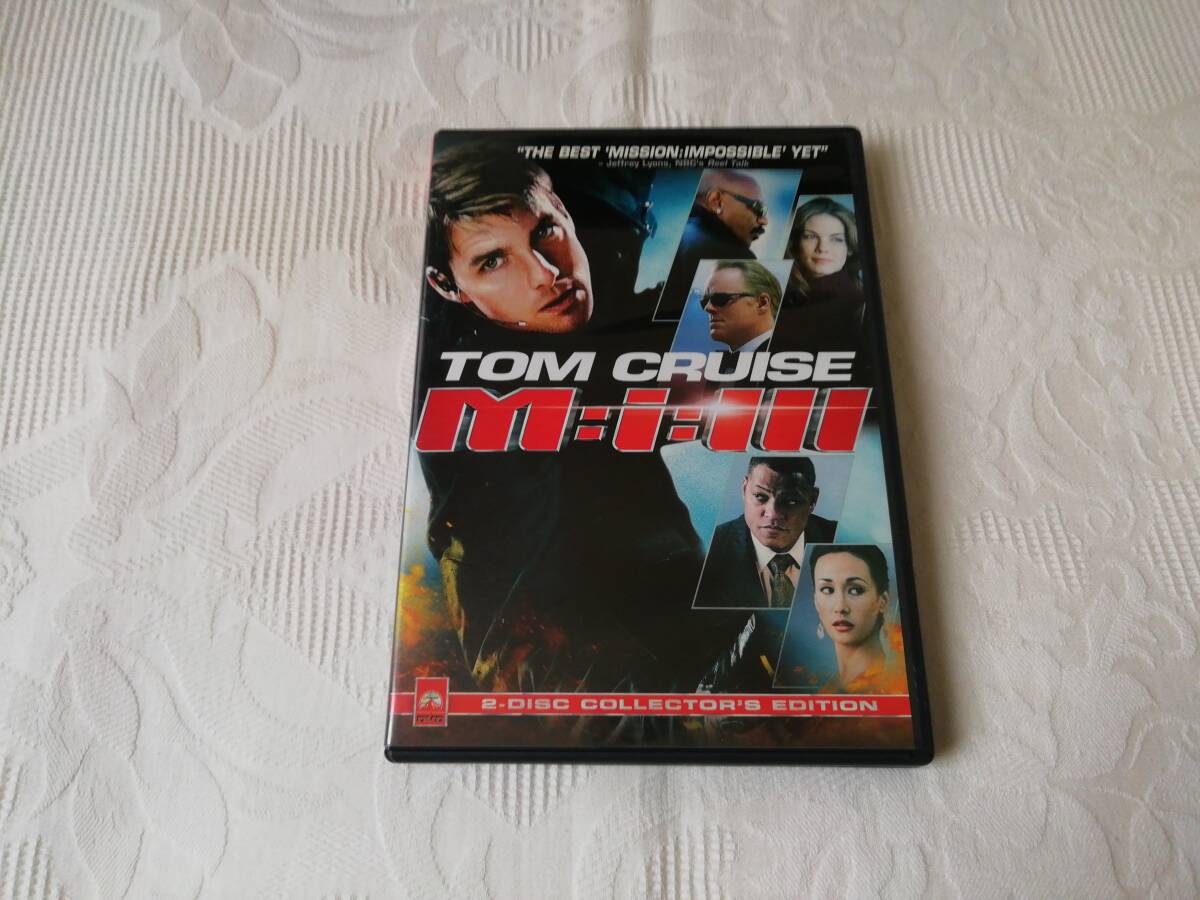 "THE BEST 'MISSION:IMPOSSIBLE' YET"
– Jeffrey Lyons, NBC's Reel Talk
TOM CRUISE
M:i:III
2-DISC COLLECTOR'S EDITION